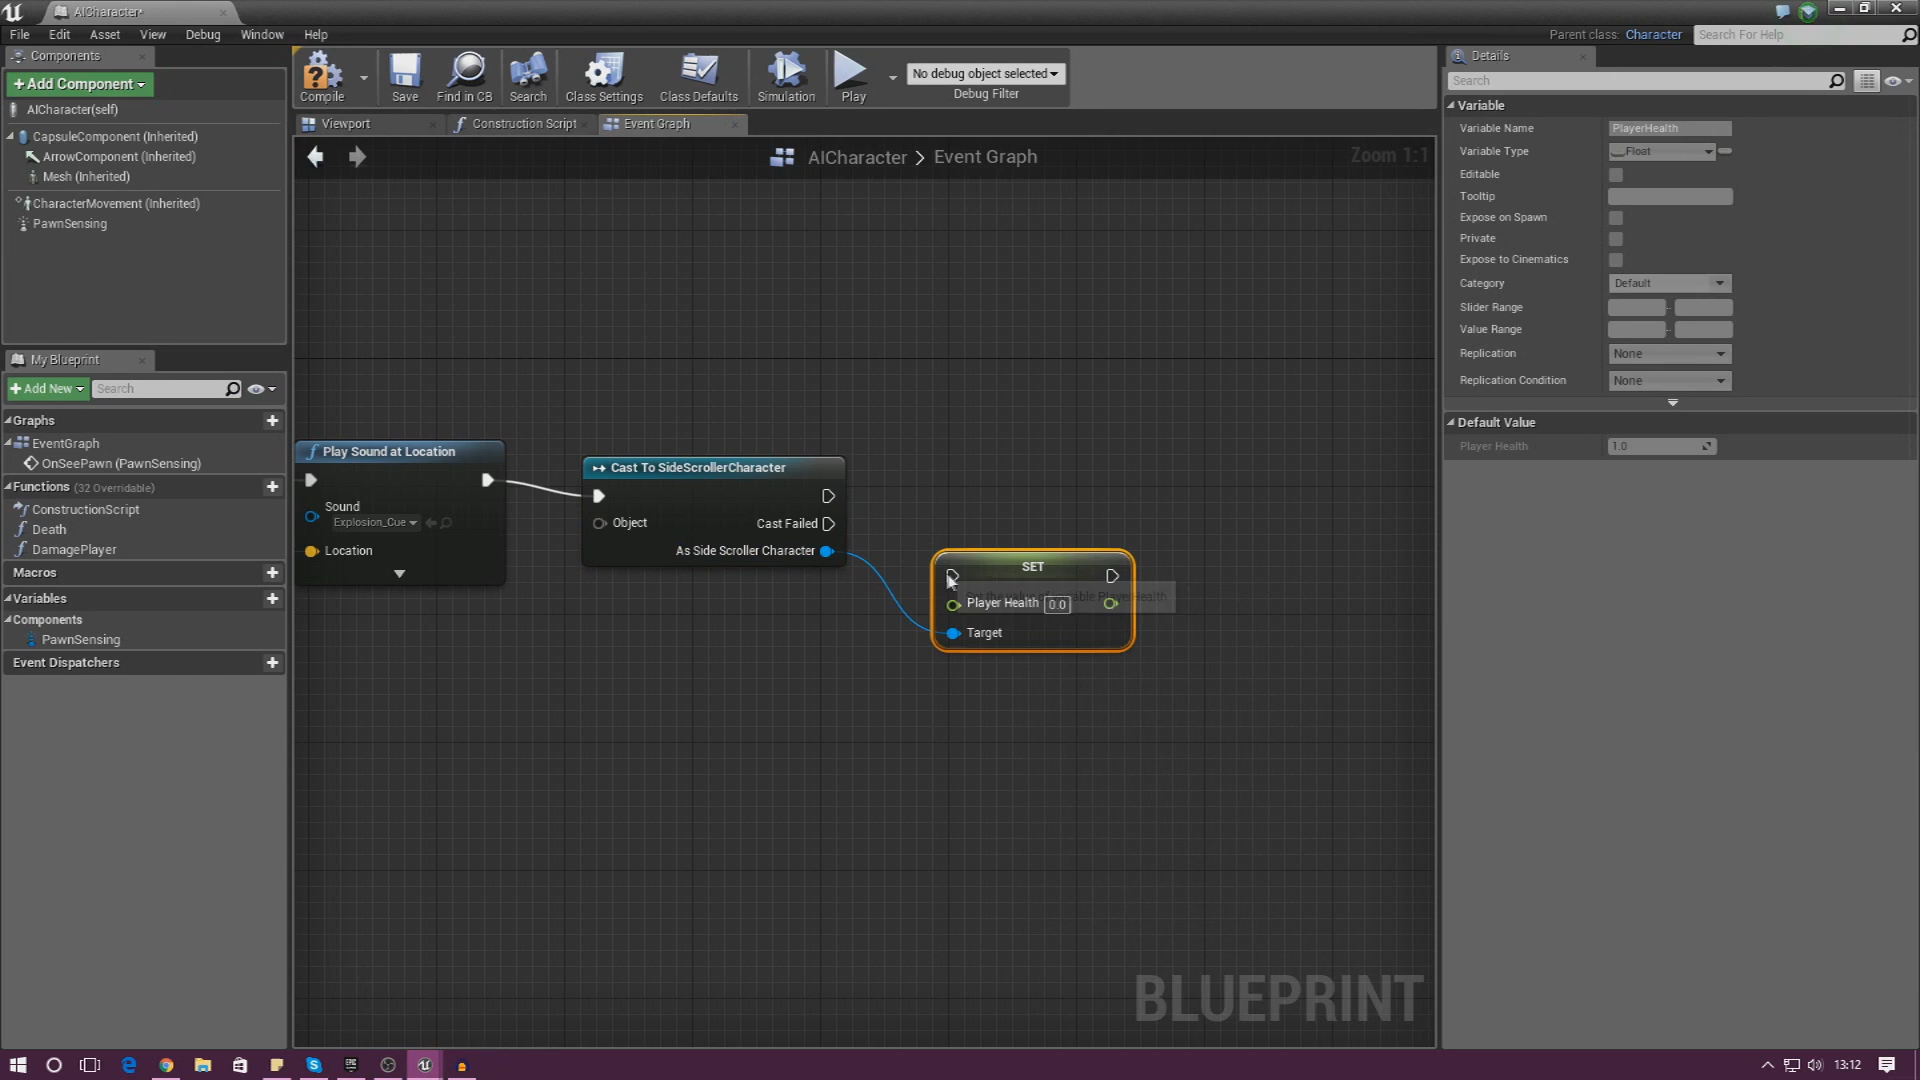 AICharacter*
File Edit Asset View Debug Window Help
Parent class: Character
Search For Help
Components
+Add Component
AICharacter(self)
CapsuleComponent (Inherited)
ArrowComponent (Inherited)
Mesh (Inherited)
CharacterMovement (Inherited)
PawnSensing
My Blueprint
+Add New
Search
Graphs
EventGraph
OnSeePawn (PawnSensing)
Functions (32 Overridable)
ConstructionScript
Death
DamagePlayer
Macros
Variables
Components
PawnSensing
Event Dispatchers
Compile Save Find in CB Search Class Settings Class Defaults Simulation Play
No debug object selected
Debug Filter
Viewport Construction Script Event Graph
AICharacter > Event Graph
Zoom 1:1
Play Sound at Location
Sound
Explosion_Cue
Location
Cast To SideScrollerCharacter
Object
Cast Failed
As Side Scroller Character
SET
Set the value of variable PlayerHealth
Player Health 0.0
Target
BLUEPRINT
Details
Search
Variable
Variable Name PlayerHealth
Variable Type Float
Editable
Tooltip
Expose on Spawn
Private
Expose to Cinematics
Category Default
Slider Range
Value Range
Replication None
Replication Condition None
Default Value
Player Health 1.0
13:12